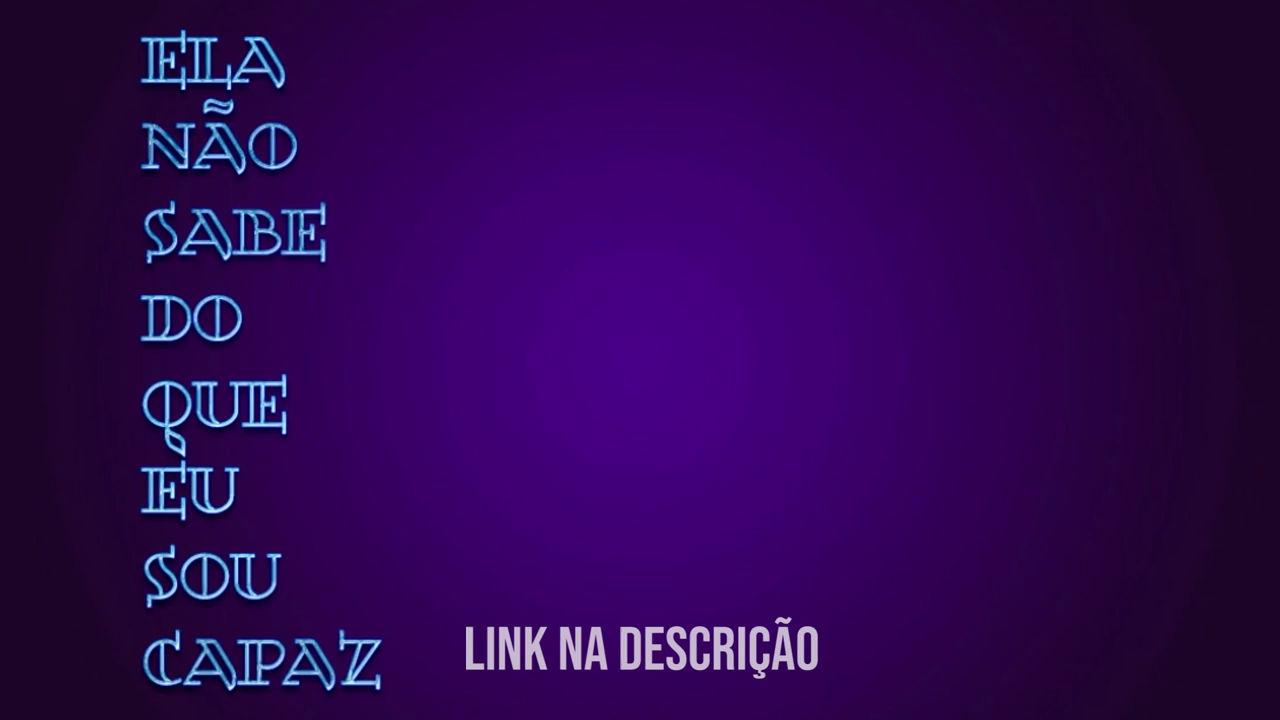 ELA
NÃO
SABE
DO
QUE
EU
SOU
CAPAZ
LINK NA DESCRIÇÃO